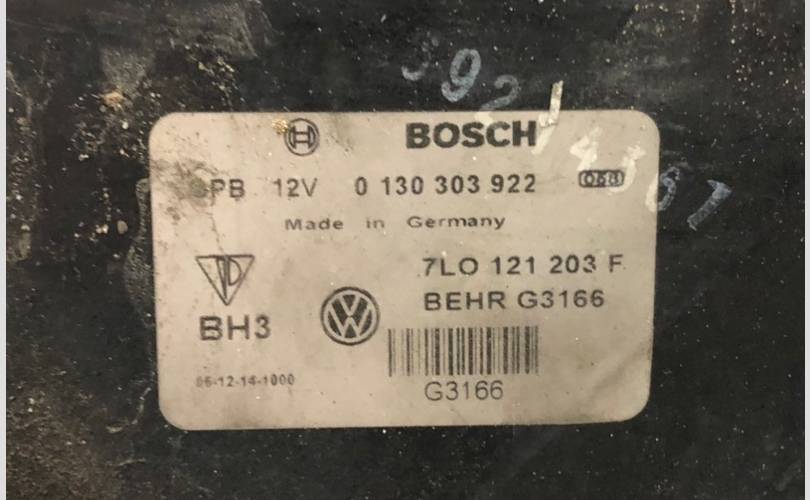 BOSCH
12V 0 130 303 922
Made in Germany
7LO 121 203 F
BEHR G3166
BH3
06-12-14-1000
G3166